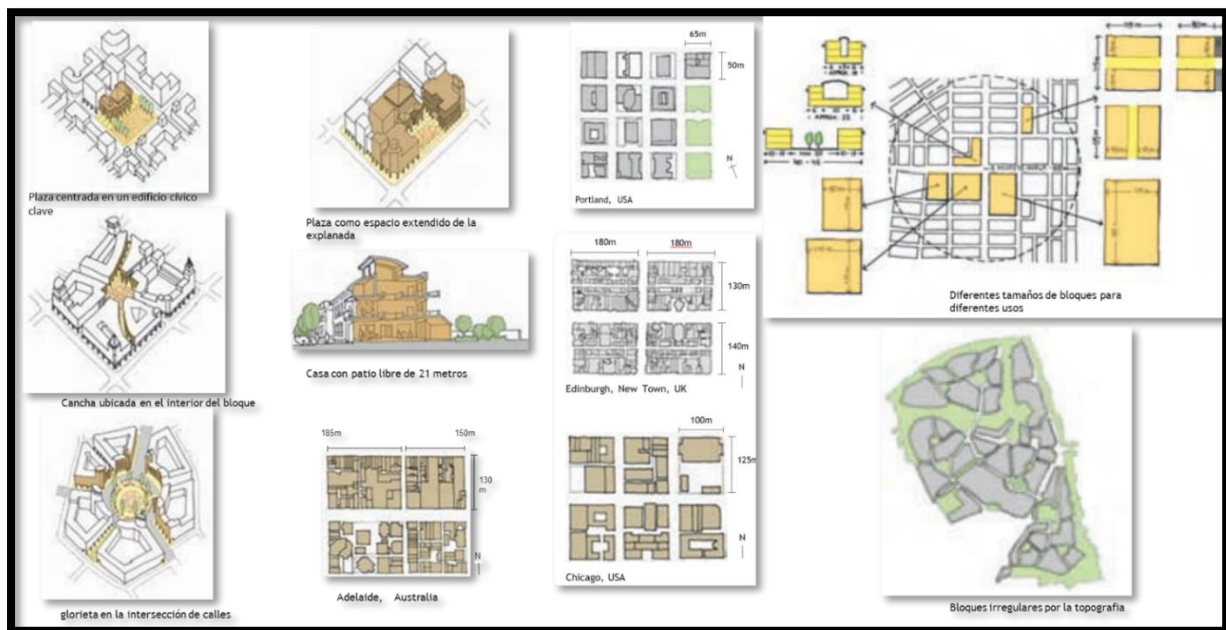 Plaza centrada en un edificio cívico
clave
Cancha ubicada en el interior del bloque
glorieta en la intersección de calles
Plaza como espacio extendido de la
explanada
Casa con patio libre de 21 metros
185m
150m
130
m
N
Adelaide, Australia
65m
50m
N
Portland, USA
180m
180m
130m
140m
N
Edinburgh, New Town, UK
100m
125m
N
Chicago, USA
Diferentes tamaños de bloques para
diferentes usos
Bloques irregulares por la topografia